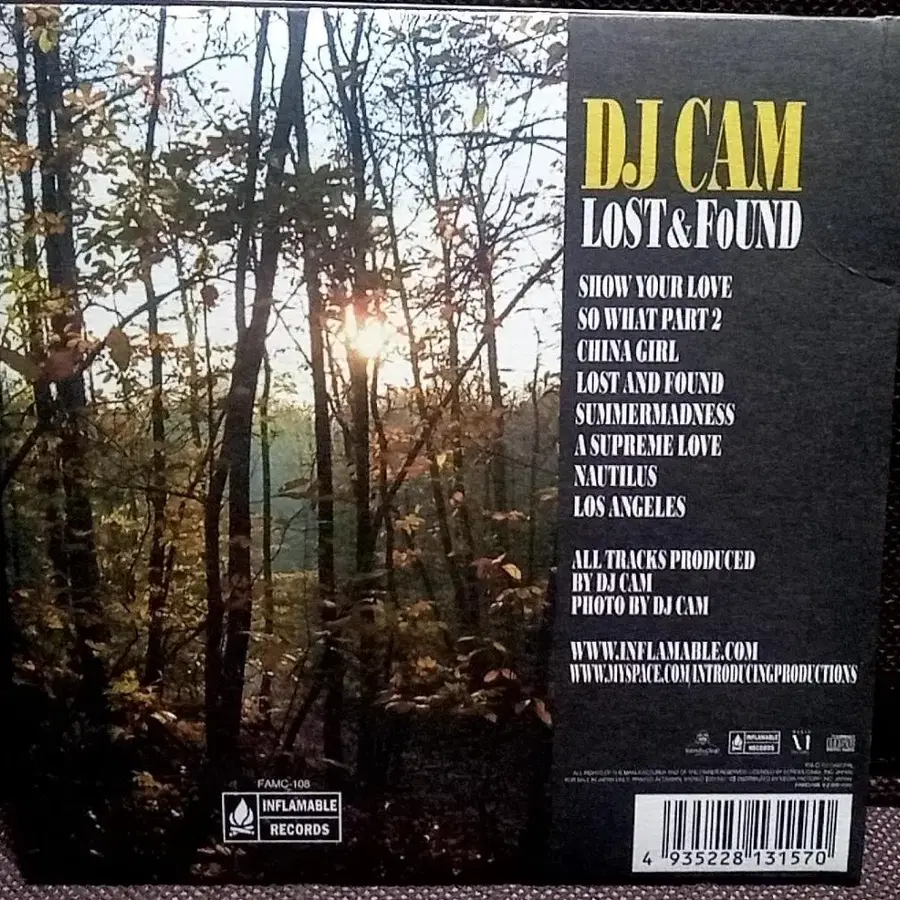 DJ CAM
LOST & FOUND
SHOW YOUR LOVE
SO WHAT PART 2
CHINA GIRL
LOST AND FOUND
SUMMERMADNESS
A SUPREME LOVE
NAUTILUS
LOS ANGELES
ALL TRACKS PRODUCED
BY DJ CAM
PHOTO BY DJ CAM
WWW.INFLAMABLE.COM
WWW.MYSPACE.COM/INTRODUCINGPRODUCTIONS
INFLAMABLE
RECORDS
FAMC-108
INFLAMABLE
RECORDS
4 935228 131570